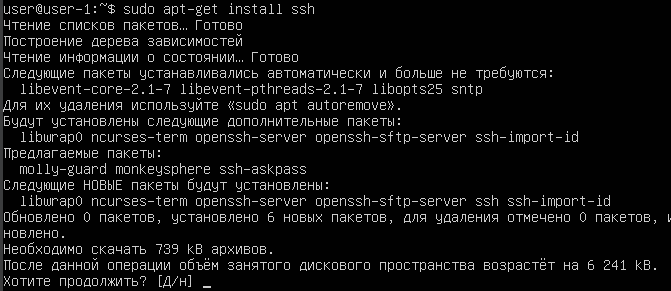 user@user-1:~$ sudo apt-get install ssh
Чтение списков пакетов… Готово
Построение дерева зависимостей
Чтение информации о состоянии… Готово
Следующие пакеты устанавливались автоматически и больше не требуются:
libevent-core-2.1-7 libevent-pthreads-2.1-7 libopts25 sntp
Для их удаления используйте «sudo apt autoremove».
Будут установлены следующие дополнительные пакеты:
libwrap0 ncurses-term openssh-server openssh-sftp-server ssh-import-id
Предлагаемые пакеты:
molly-guard monkeysphere ssh-askpass
Следующие НОВЫЕ пакеты будут установлены:
libwrap0 ncurses-term openssh-server openssh-sftp-server ssh ssh-import-id
Обновлено 0 пакетов, установлено 6 новых пакетов, для удаления отмечено 0 пакетов, и
новлено.
Необходимо скачать 739 kB архивов.
После данной операции объём занятого дискового пространства возрастёт на 6 241 kB.
Хотите продолжить? [Д/н]